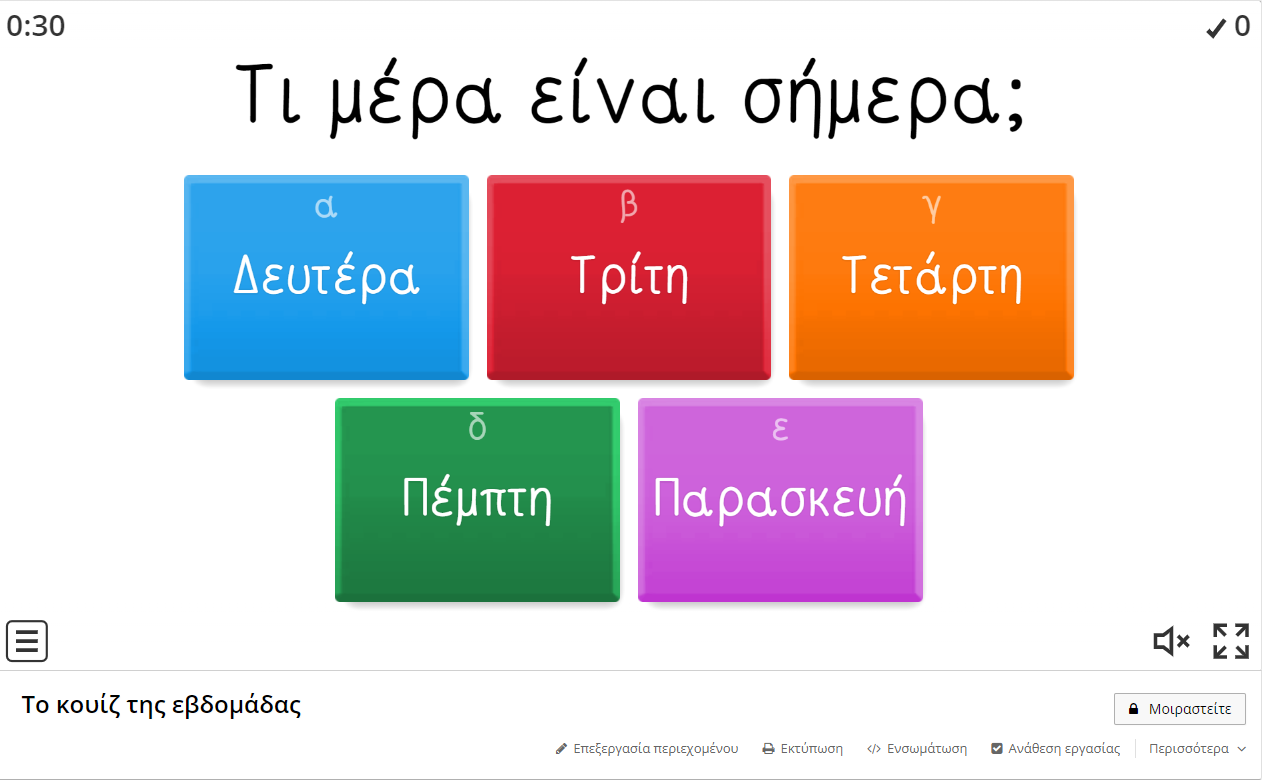 0:30
0
Τι μέρα είναι σήμερα;
α
Δευτέρα
β
Τρίτη
γ
Τετάρτη
δ
Πέμπτη
ε
Παρασκευή
Το κουίζ της εβδομάδας
Μοιραστείτε
Επεξεργασία περιεχομένου
Εκτύπωση
Ενσωμάτωση
Ανάθεση εργασίας
Περισσότερα